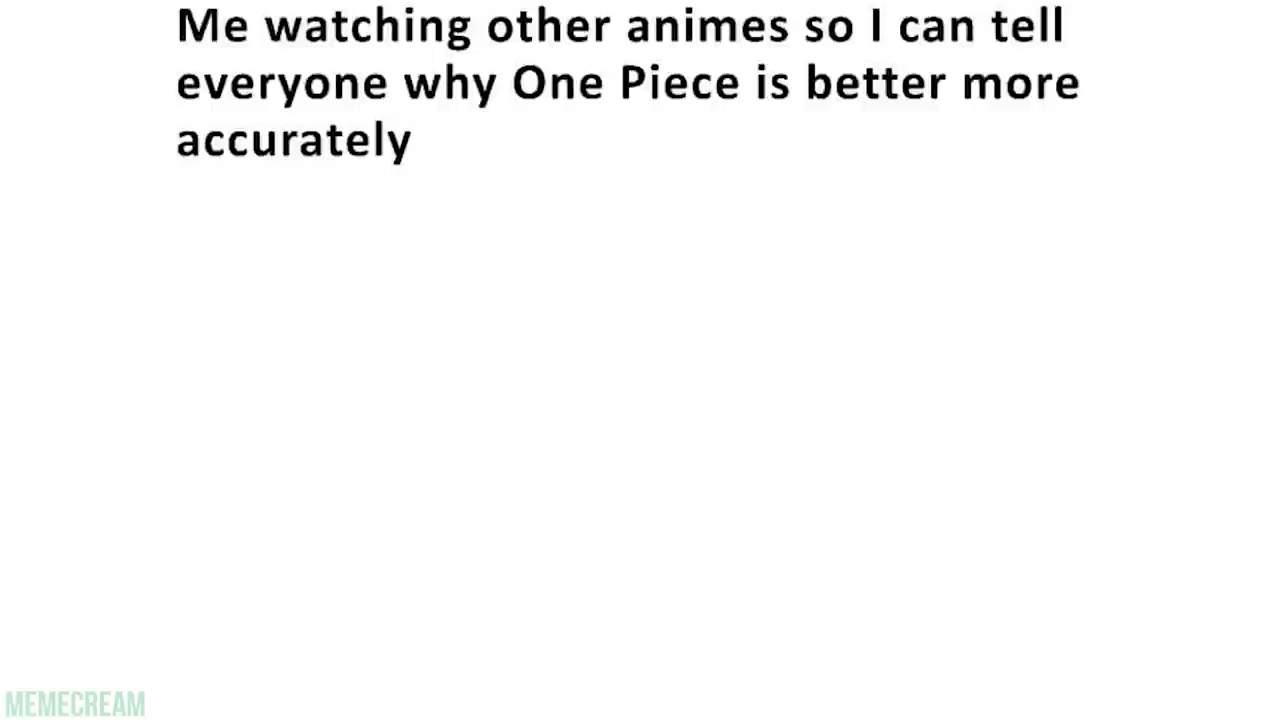 Me watching other animes so I can tell
everyone why One Piece is better more
accurately
MEMECREAM